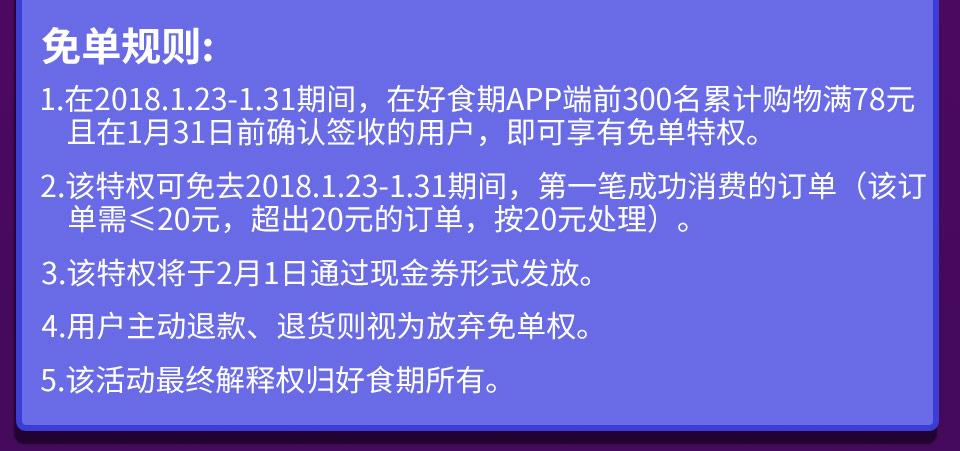 免单规则:
1.在2018.1.23-1.31期间，在好食期APP端前300名累计购物满78元
且在1月31日前确认签收的用户，即可享有免单特权。
2.该特权可免去2018.1.23-1.31期间，第一笔成功消费的订单（该订
单需≤20元，超出20元的订单，按20元处理）。
3.该特权将于2月1日通过现金券形式发放。
4.用户主动退款、退货则视为放弃免单权。
5.该活动最终解释权归好食期所有。